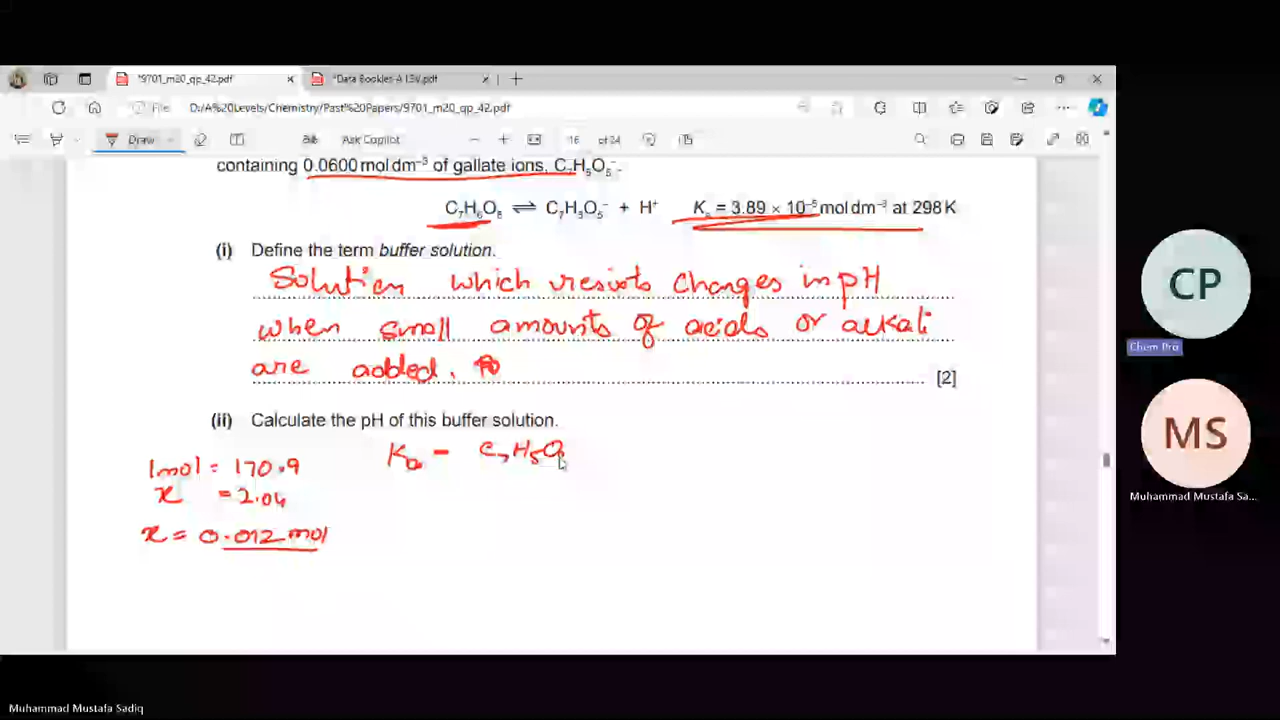 *9701_m20_qp_42.pdf
*Data Booklet-A Lsvl.pdf
File
D:/A%20Levels/Chemistry/Past%20Papers/9701_m20_qp_42.pdf
Draw
Ask Copilot
16 of 24
containing 0.0600 mol dm⁻³ of gallate ions, C₇H₅O₅⁻.
C₇H₆O₅ ⇌ C₇H₅O₅⁻ + H⁺ Kₐ = 3.89 × 10⁻⁵ mol dm⁻³ at 298 K
(i) Define the term buffer solution.
Solution which resists changes in pH
when small amounts of acids or alkali
are added.
[2]
(ii) Calculate the pH of this buffer solution.
Kₐ = C₇H₅O₅
1mol = 170.9
x = 2.04
x = 0.012 mol
CP
Chem Pro
MS
Muhammad Mustafa Sa...
Muhammad Mustafa Sadiq